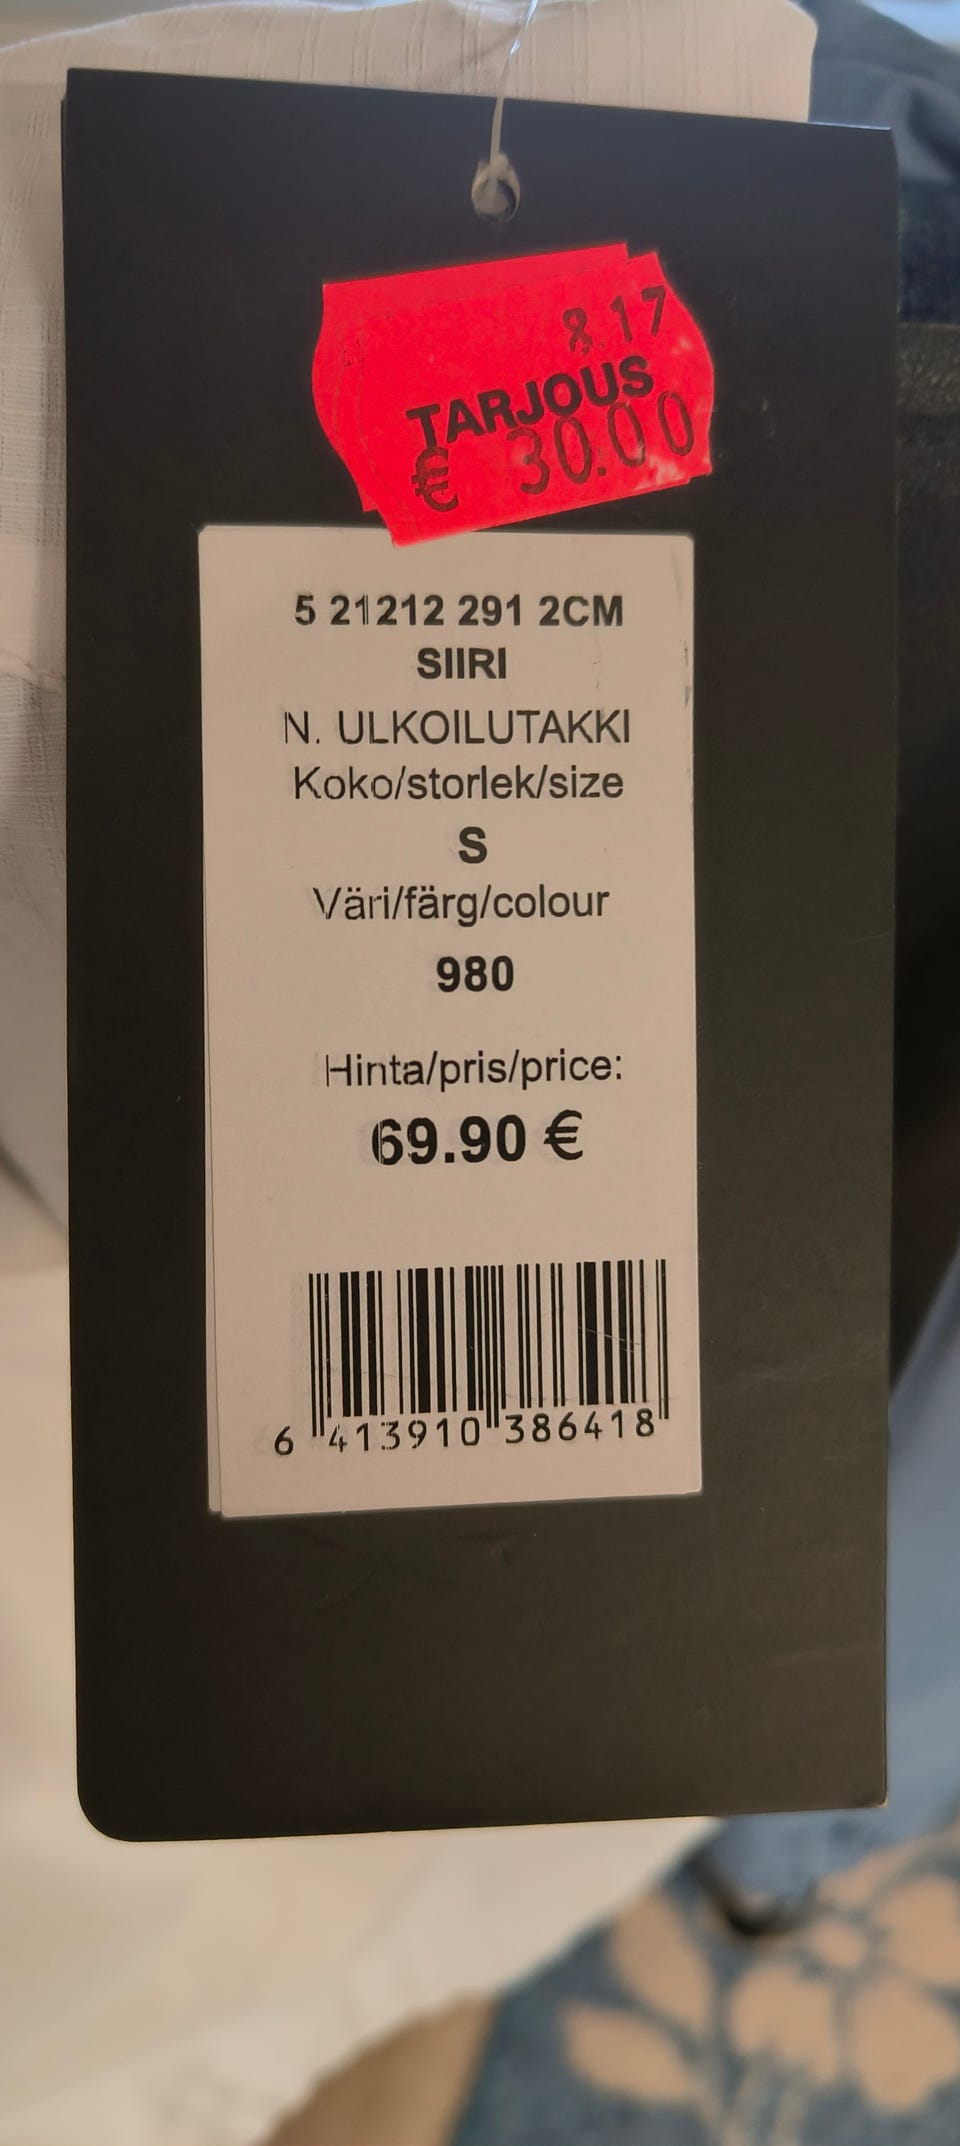 8.17
TARJOUS
€ 30.00
5 21212 291 2CM
SIIRI
N. ULKOILUTAKKI
Koko/storlek/size
S
Väri/färg/colour
980
Hinta/pris/price:
69.90 €
6 413910 386418